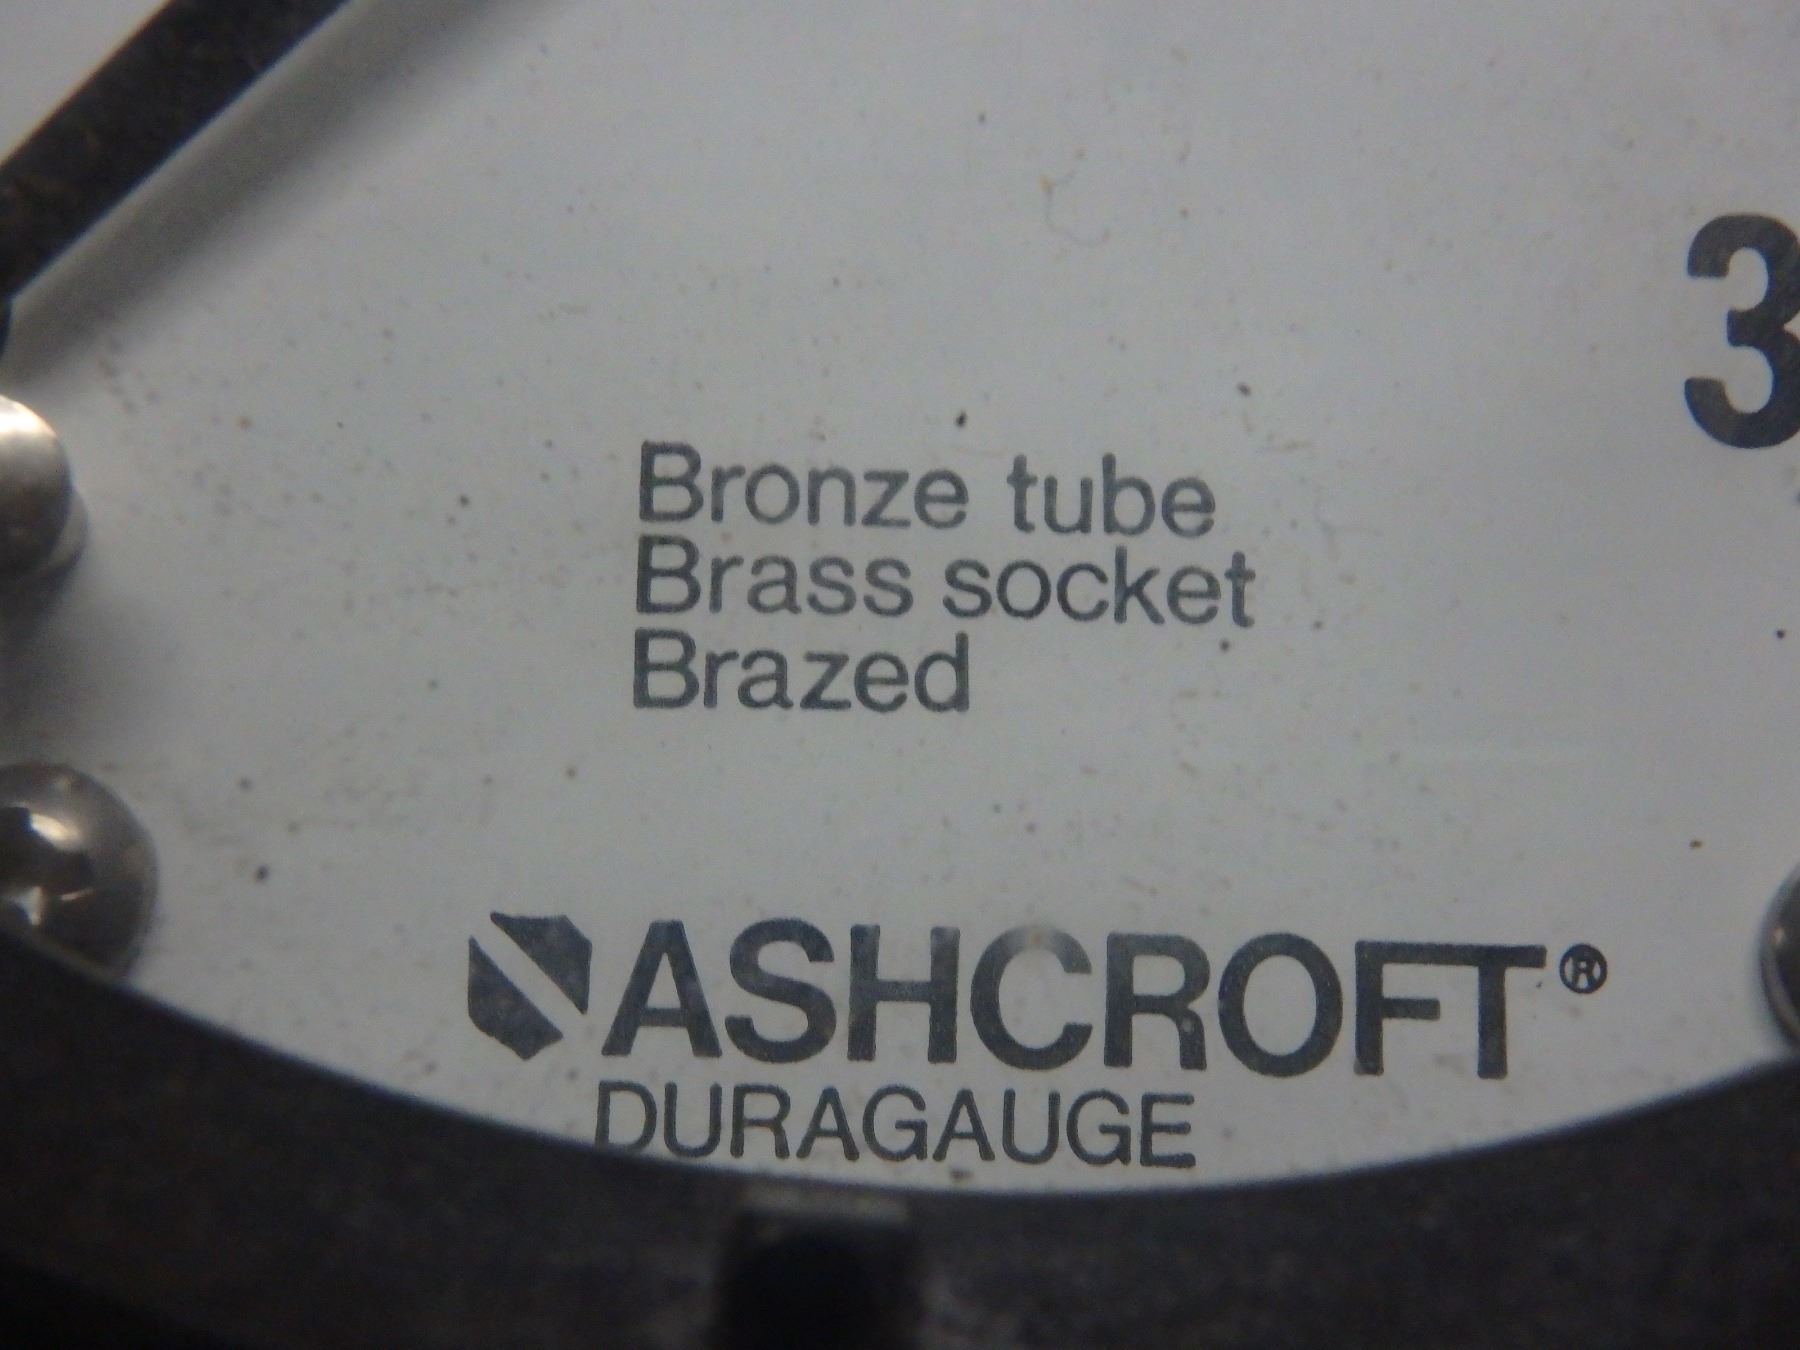 3
Bronze tube
Brass socket
Brazed
ASHCROFT®
DURAGAUGE